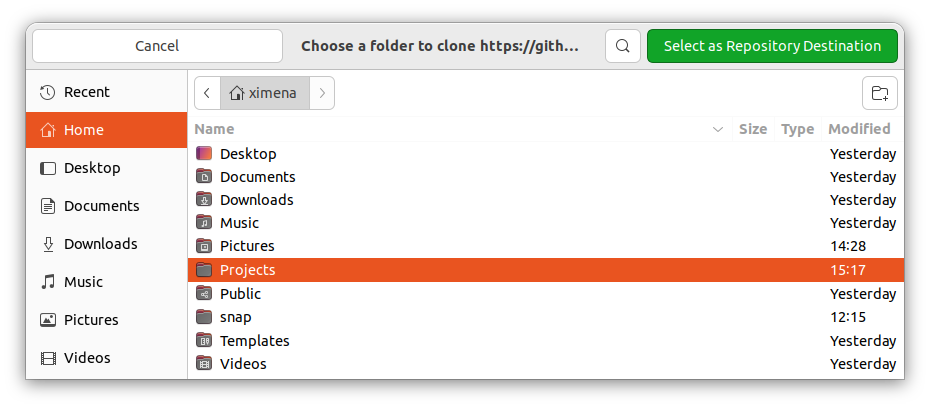 Cancel Choose a folder to clone https://gith... Select as Repository Destination
Recent
Home
Desktop
Documents
Downloads
Music
Pictures
Videos
ximena
Name Size Type Modified
Desktop Yesterday
Documents Yesterday
Downloads Yesterday
Music Yesterday
Pictures 14:28
Projects 15:17
Public Yesterday
snap 12:15
Templates Yesterday
Videos Yesterday